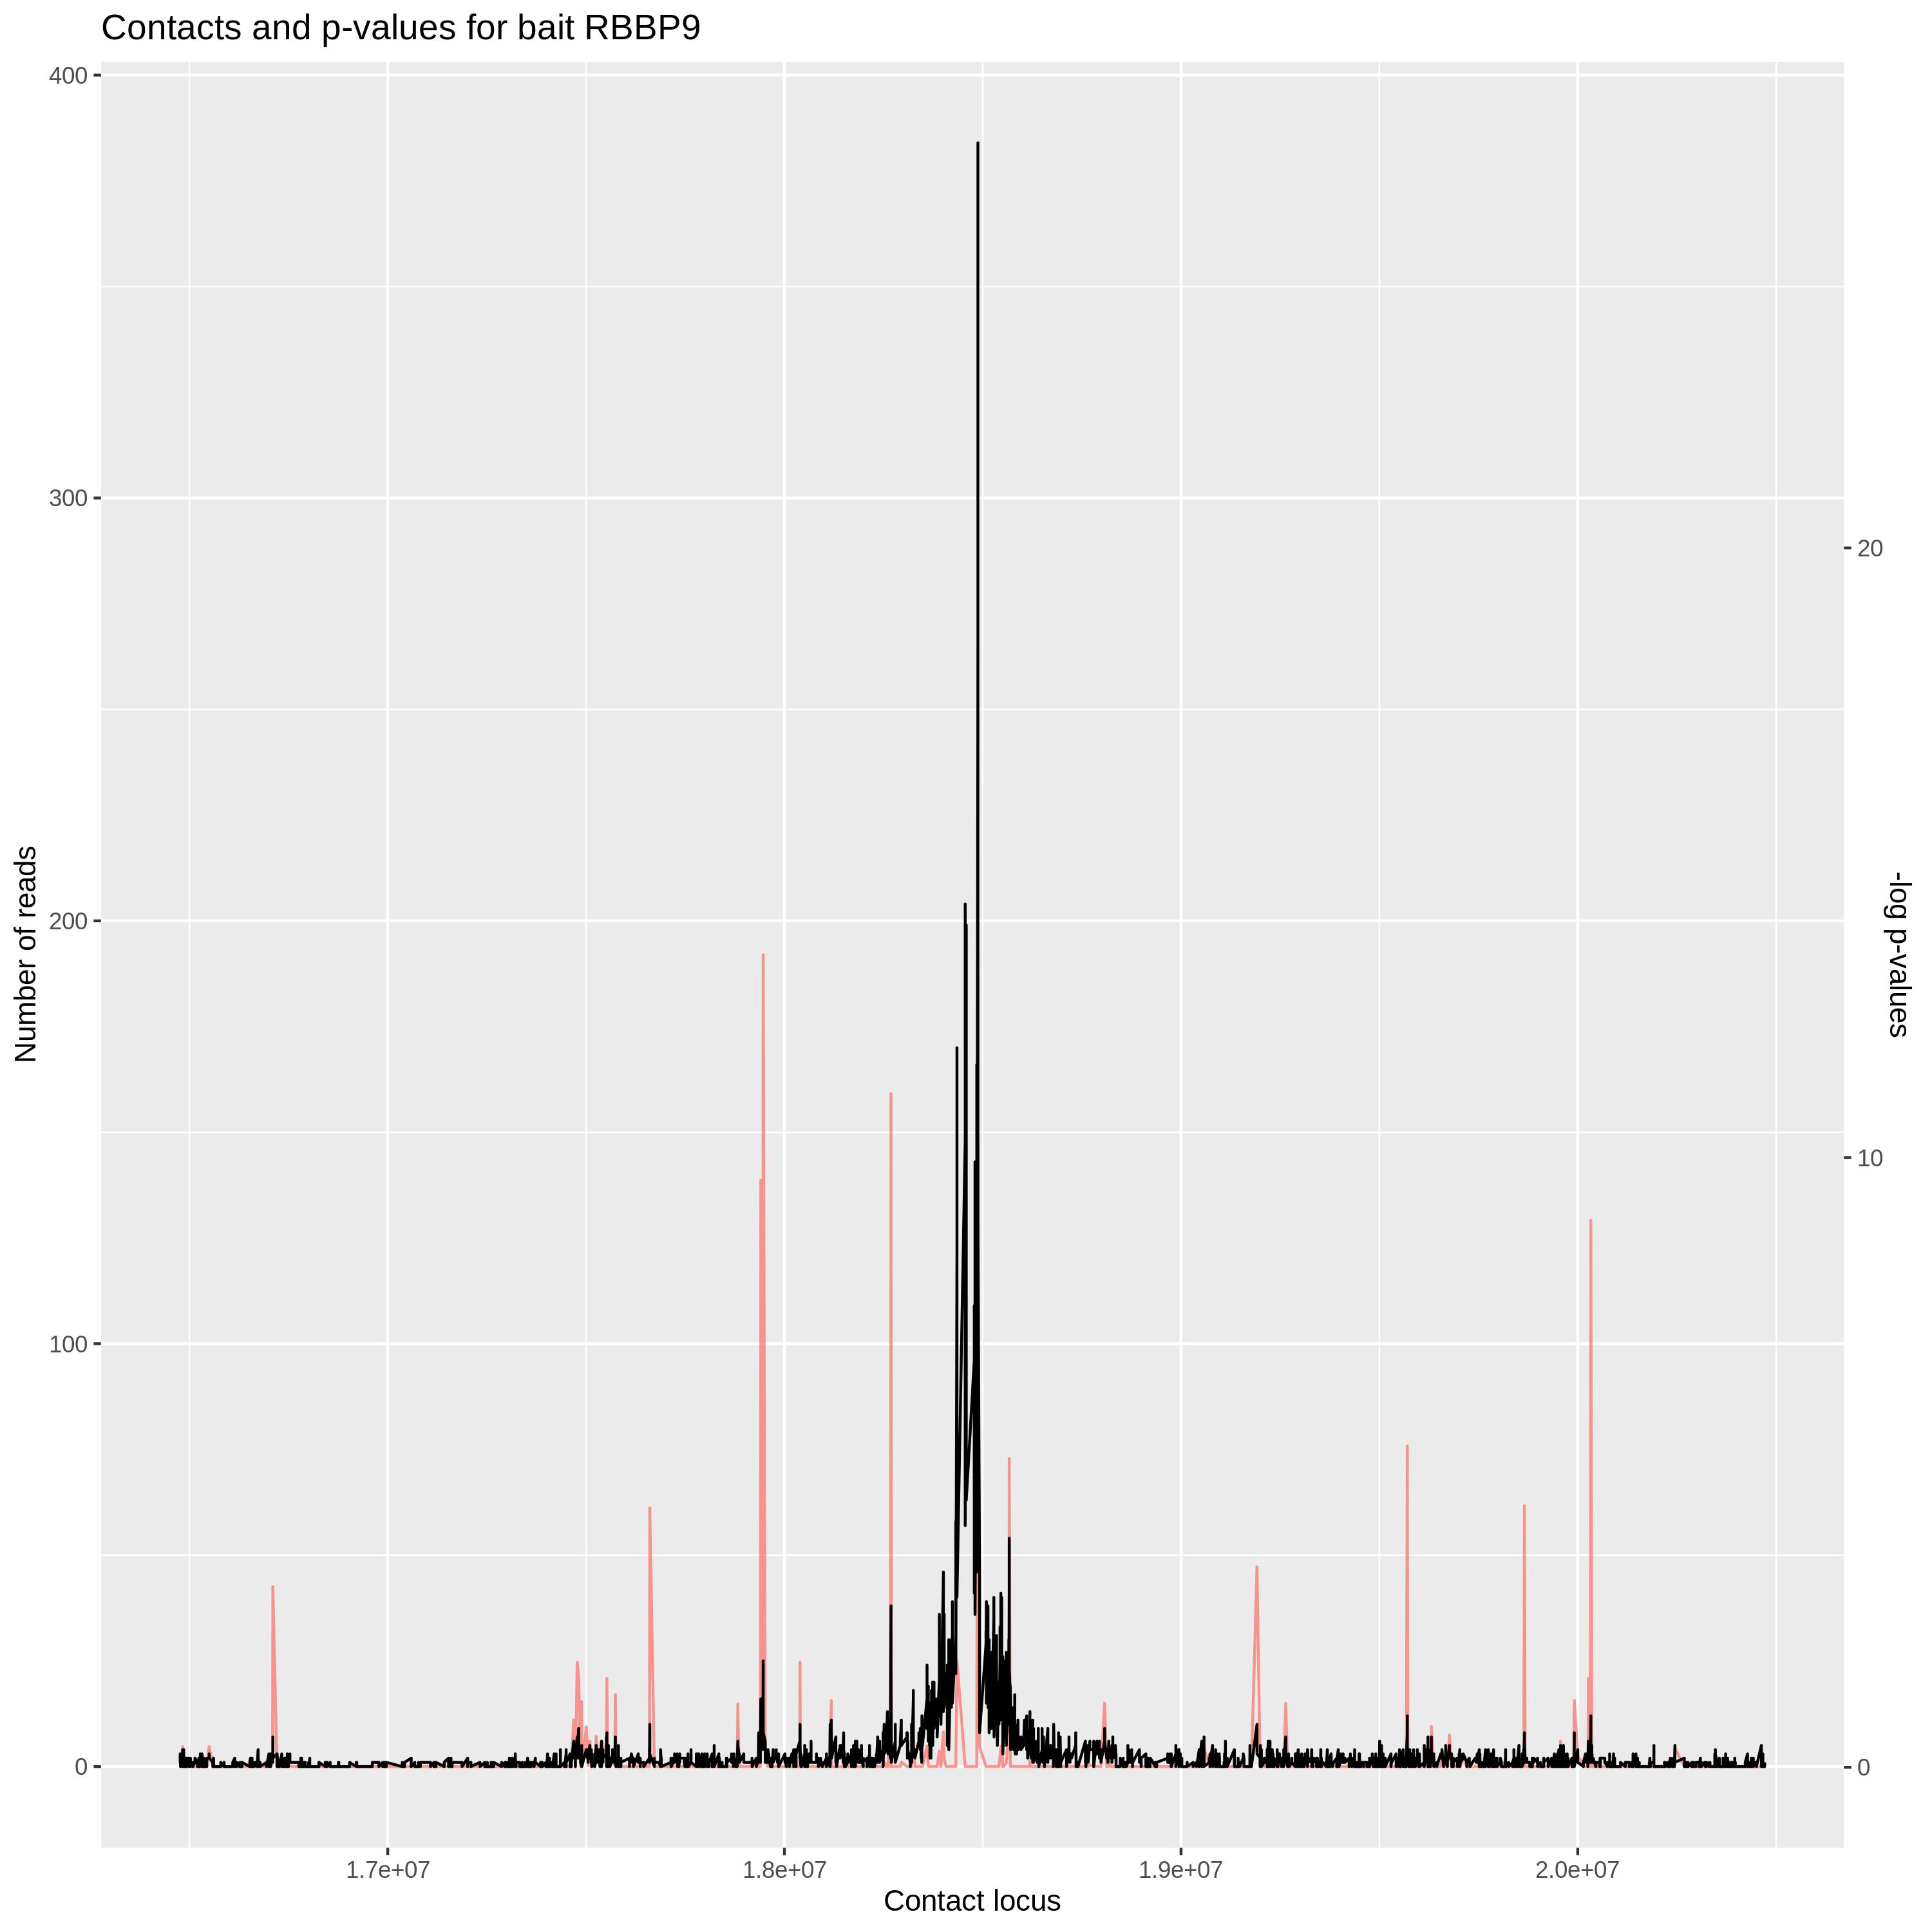 Contacts and p-values for bait RBBP9
400
300
200
100
0
Number of reads
20
10
0
-log p-values
1.7e+07
1.8e+07
1.9e+07
2.0e+07
Contact locus